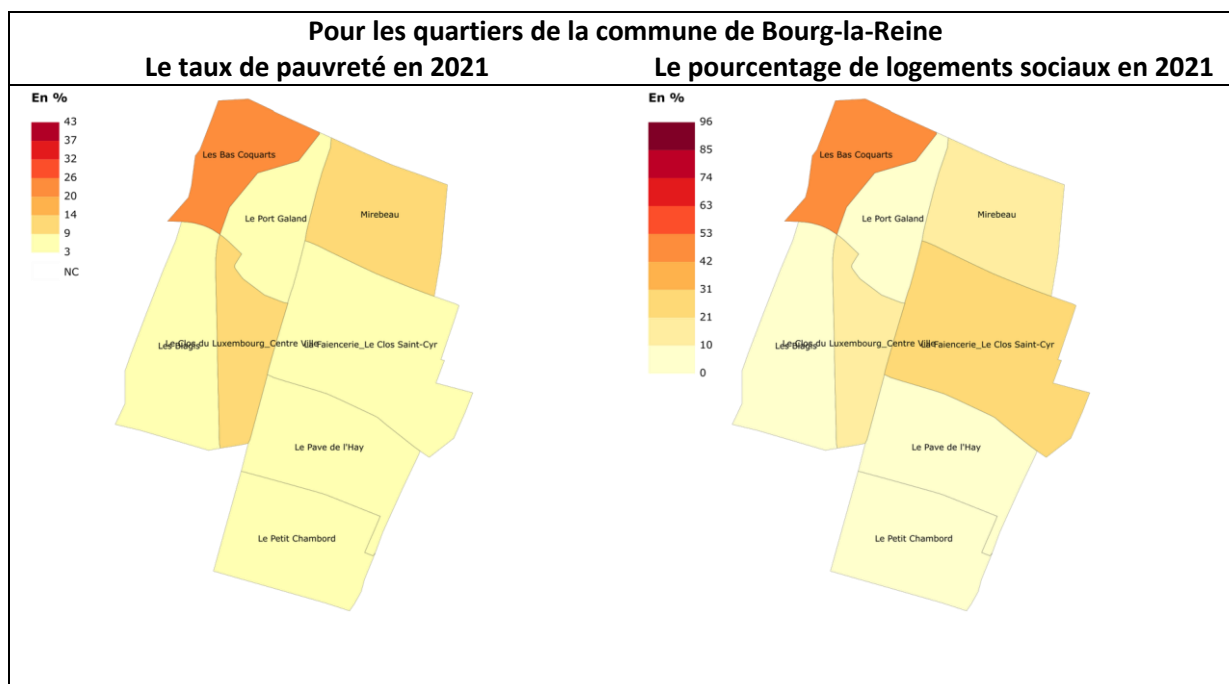 Pour les quartiers de la commune de Bourg-la-Reine
Le taux de pauvreté en 2021
Le pourcentage de logements sociaux en 2021
En %
43
37
32
26
20
14
9
3
NC
Les Bas Coquarts
Le Port Galand
Mirebeau
Les Blagis
Le Clos du Luxembourg_Centre Ville
La Faiencerie_Le Clos Saint-Cyr
Le Pave de l'Hay
Le Petit Chambord
En %
96
85
74
63
53
42
31
21
10
0
Les Bas Coquarts
Le Port Galand
Mirebeau
Les Blagis
Le Clos du Luxembourg_Centre Ville
La Faiencerie_Le Clos Saint-Cyr
Le Pave de l'Hay
Le Petit Chambord